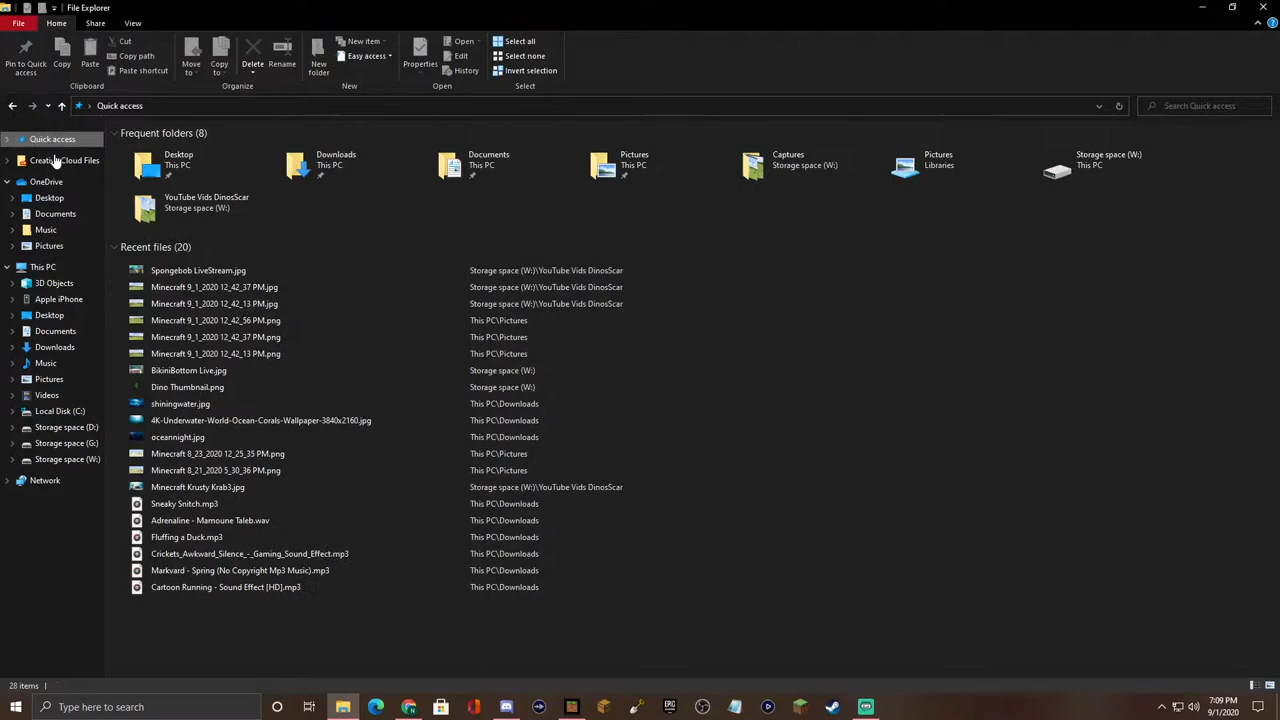 File Explorer
File Home Share View
Pin to Quick access
Copy
Paste
Cut
Copy path
Paste shortcut
Clipboard
Move to
Copy to
Delete
Rename
Organize
New folder
New item
Easy access
New
Properties
Open
Edit
History
Open
Select all
Select none
Invert selection
Select
Quick access
Search Quick access
Quick access
Creative Cloud Files
OneDrive
Desktop
Documents
Music
Pictures
This PC
3D Objects
Apple iPhone
Desktop
Documents
Downloads
Music
Pictures
Videos
Local Disk (C:)
Storage space (D:)
Storage space (G:)
Storage space (W:)
Network
Frequent folders (8)
Desktop
This PC
Downloads
This PC
Documents
This PC
Pictures
This PC
Captures
Storage space (W:)
Pictures
Libraries
Storage space (W:)
This PC
YouTube Vids DinosScar
Storage space (W:)
Recent files (20)
Spongebob LiveStream.jpg Storage space (W:)\YouTube Vids DinosScar
Minecraft 9_1_2020 12_42_37 PM.jpg Storage space (W:)\YouTube Vids DinosScar
Minecraft 9_1_2020 12_42_13 PM.jpg Storage space (W:)\YouTube Vids DinosScar
Minecraft 9_1_2020 12_42_56 PM.png This PC\Pictures
Minecraft 9_1_2020 12_42_37 PM.png This PC\Pictures
Minecraft 9_1_2020 12_42_13 PM.png This PC\Pictures
BikiniBottom Live.jpg Storage space (W:)
Dino Thumbnail.png Storage space (W:)
shiningwater.jpg This PC\Downloads
4K-Underwater-World-Ocean-Corals-Wallpaper-3840x2160.jpg This PC\Downloads
oceannight.jpg This PC\Downloads
Minecraft 8_23_2020 12_25_35 PM.png This PC\Pictures
Minecraft 8_21_2020 5_30_36 PM.png This PC\Pictures
Minecraft Krusty Krab3.jpg Storage space (W:)\YouTube Vids DinosScar
Sneaky Snitch.mp3 This PC\Downloads
Adrenaline - Mamoune Taleb.wav This PC\Downloads
Fluffing a Duck.mp3 This PC\Downloads
Crickets_Awkward_Silence_-_Gaming_Sound_Effect.mp3 This PC\Downloads
Markvard - Spring (No Copyright Mp3 Music).mp3 This PC\Downloads
Cartoon Running - Sound Effect [HD].mp3 This PC\Downloads
28 items
Type here to search
EPIC
7:09 PM
9/1/2020